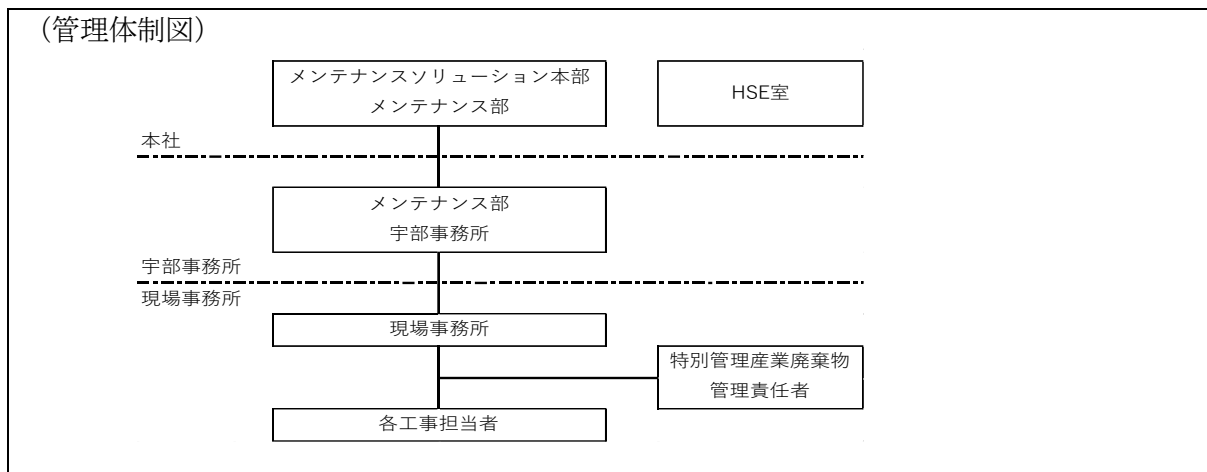 （管理体制図）
メンテナンスソリューション本部
メンテナンス部
HSE室
本社
メンテナンス部
宇部事務所
宇部事務所
現場事務所
現場事務所
特別管理産業廃棄物
管理責任者
各工事担当者